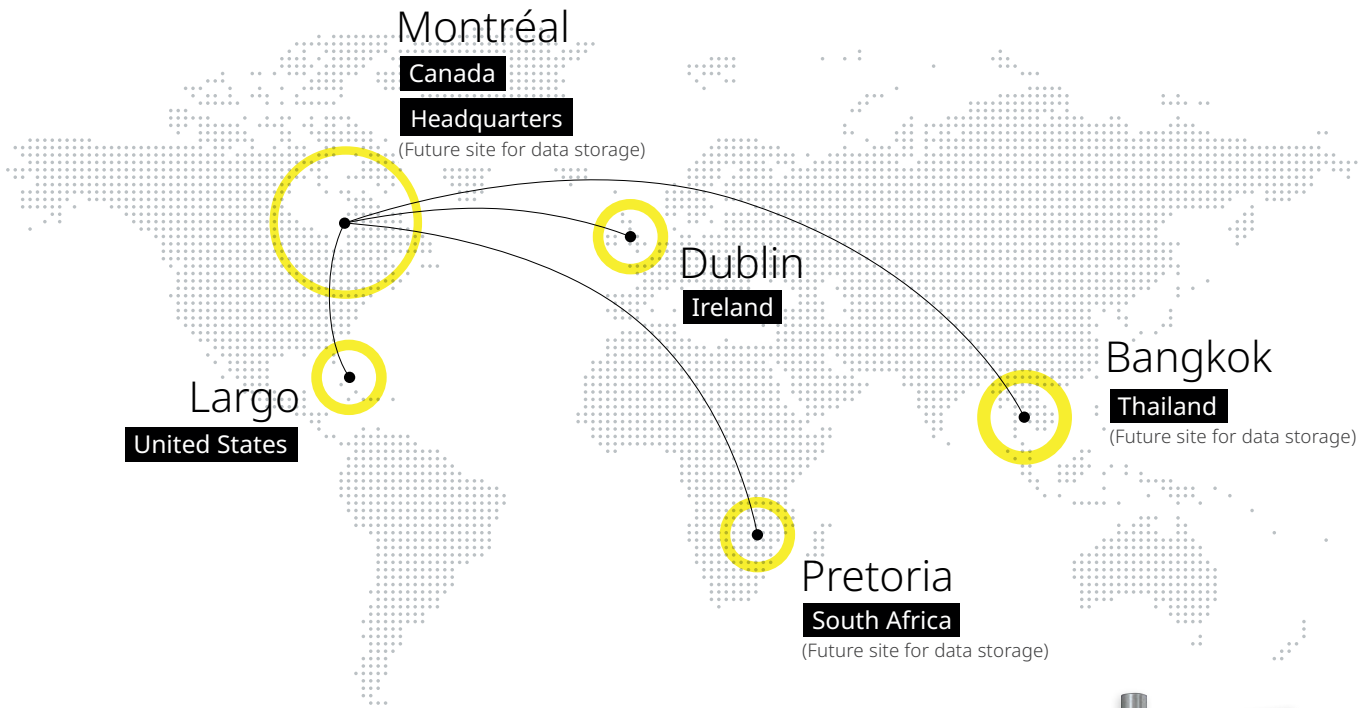 Montréal
Canada
Headquarters
(Future site for data storage)
Dublin
Ireland
Largo
United States
Bangkok
Thailand
(Future site for data storage)
Pretoria
South Africa
(Future site for data storage)